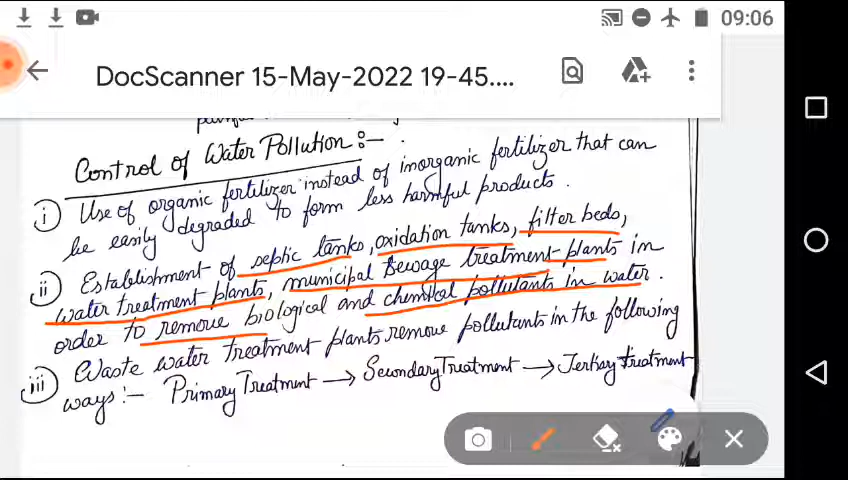 09:06
DocScanner 15-May-2022 19-45....
Control of Water Pollution:-
i) Use of organic fertilizer instead of inorganic fertilizer that can
be easily degraded to form less harmful products.
ii) Establishment of septic tanks, oxidation tanks, filter beds,
water treatment plants, municipal sewage treatment plants in
order to remove biological and chemical pollutants in water.
iii) Waste water treatment plants remove pollutants in the following
ways:- Primary Treatment → Secondary Treatment → Tertiary treatment